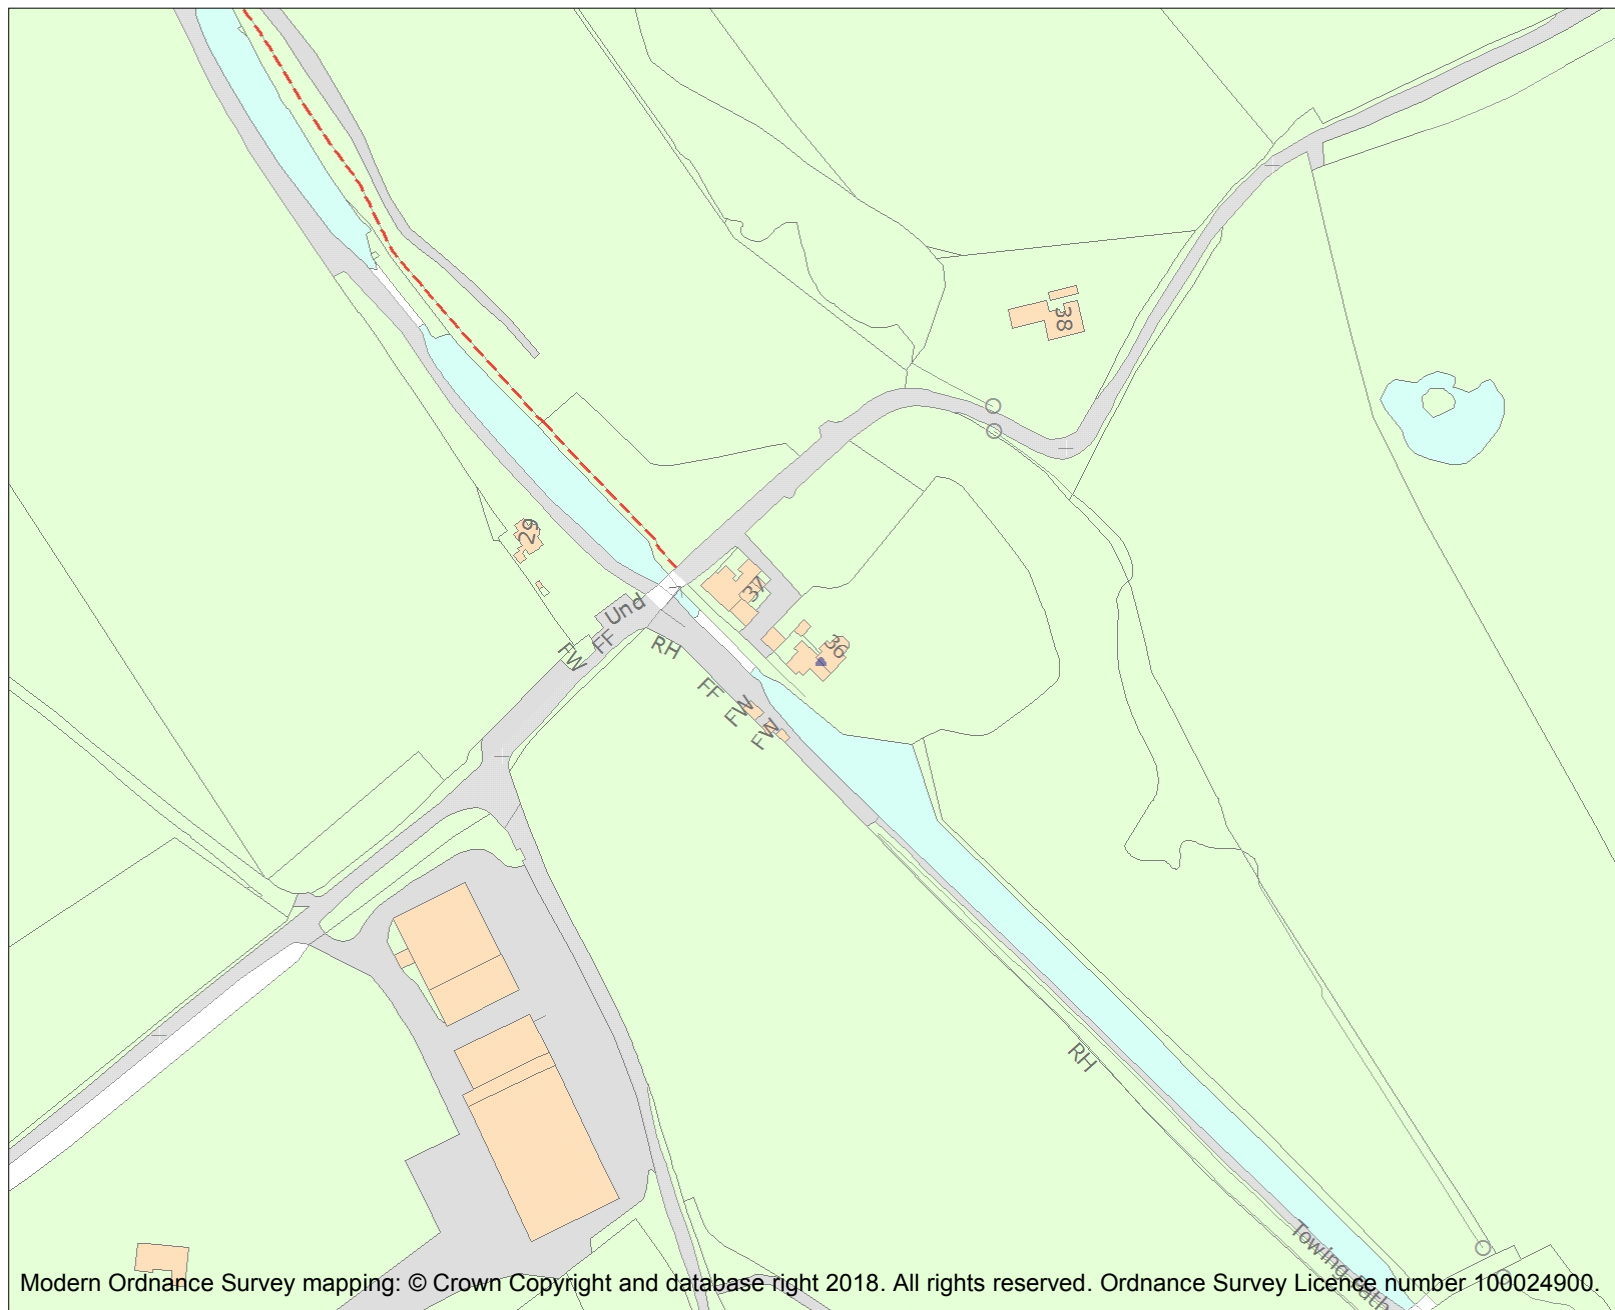 38
29
37
Und
FF
FW
RH
36
FF
FW
FW
RH
Towing Path
Modern Ordnance Survey mapping: © Crown Copyright and database right 2018. All rights reserved. Ordnance Survey Licence number 100024900.